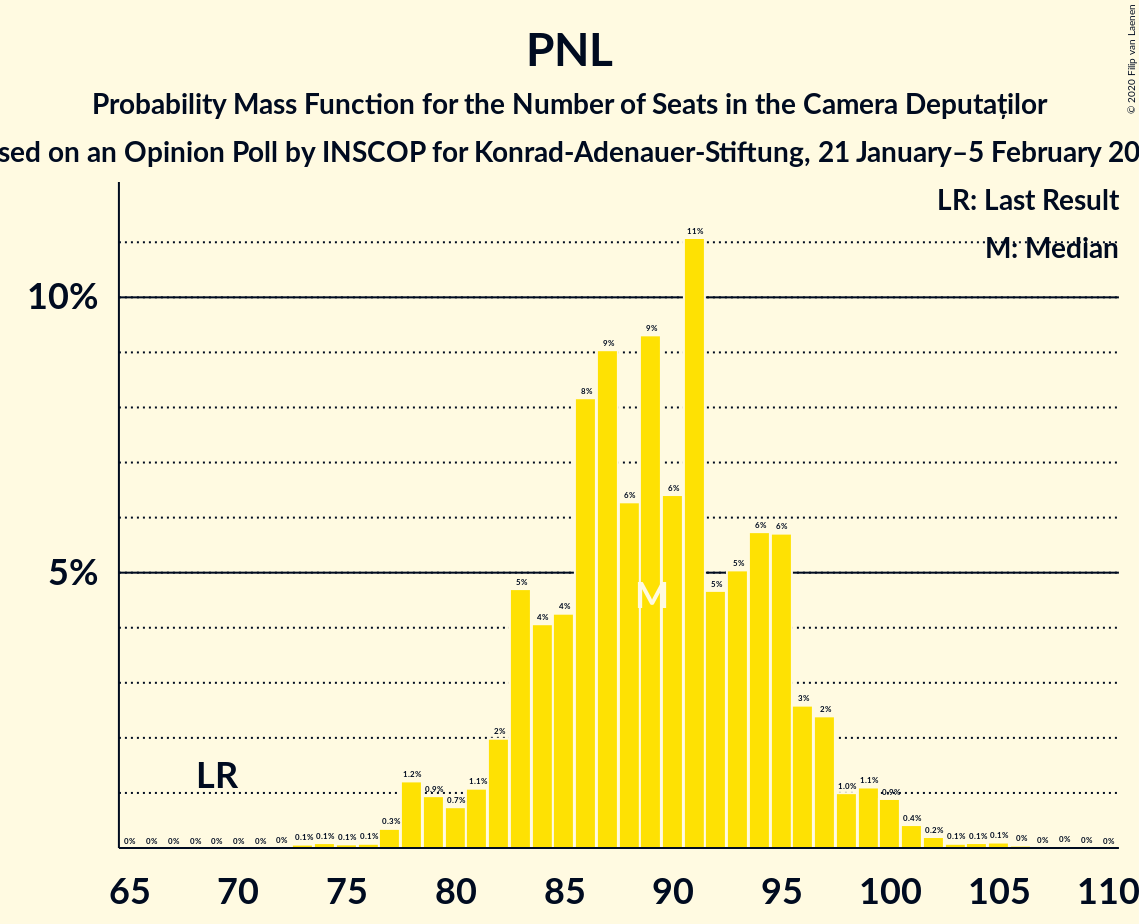 PNL
Probability Mass Function for the Number of Seats in the Camera Deputaților
sed on an Opinion Poll by INSCOP for Konrad-Adenauer-Stiftung, 21 January–5 February 20
© 2020 Filip van Laenen
LR: Last Result
M: Median
10%
5%
LR
M
0% 0% 0% 0% 0% 0% 0% 0% 0.1% 0.1% 0.1% 0.1% 0.3% 1.2% 0.9% 0.7% 1.1% 2% 5% 4% 4% 8% 9% 6% 9% 6% 11% 5% 5% 6% 6% 3% 2% 1.0% 1.1% 0.9% 0.4% 0.2% 0.1% 0.1% 0.1% 0% 0% 0% 0% 0%
65 70 75 80 85 90 95 100 105 110